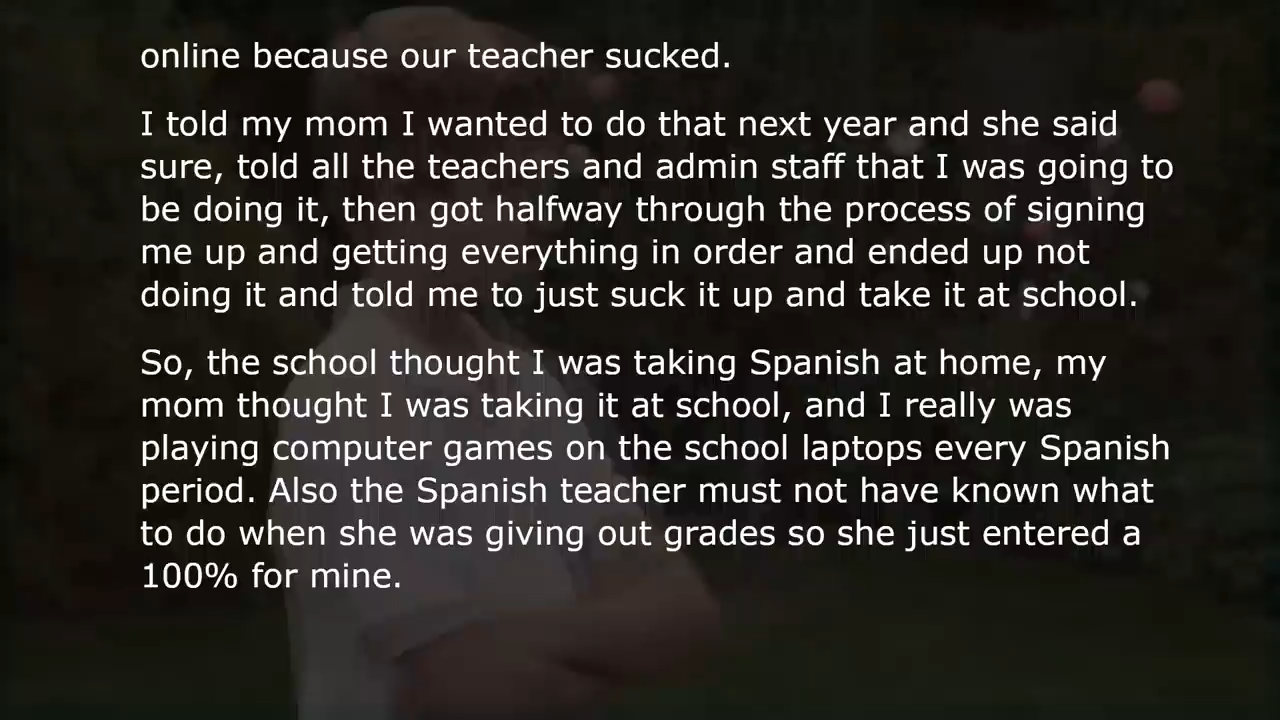 online because our teacher sucked.
I told my mom I wanted to do that next year and she said
sure, told all the teachers and admin staff that I was going to
be doing it, then got halfway through the process of signing
me up and getting everything in order and ended up not
doing it and told me to just suck it up and take it at school.
So, the school thought I was taking Spanish at home, my
mom thought I was taking it at school, and I really was
playing computer games on the school laptops every Spanish
period. Also the Spanish teacher must not have known what
to do when she was giving out grades so she just entered a
100% for mine.